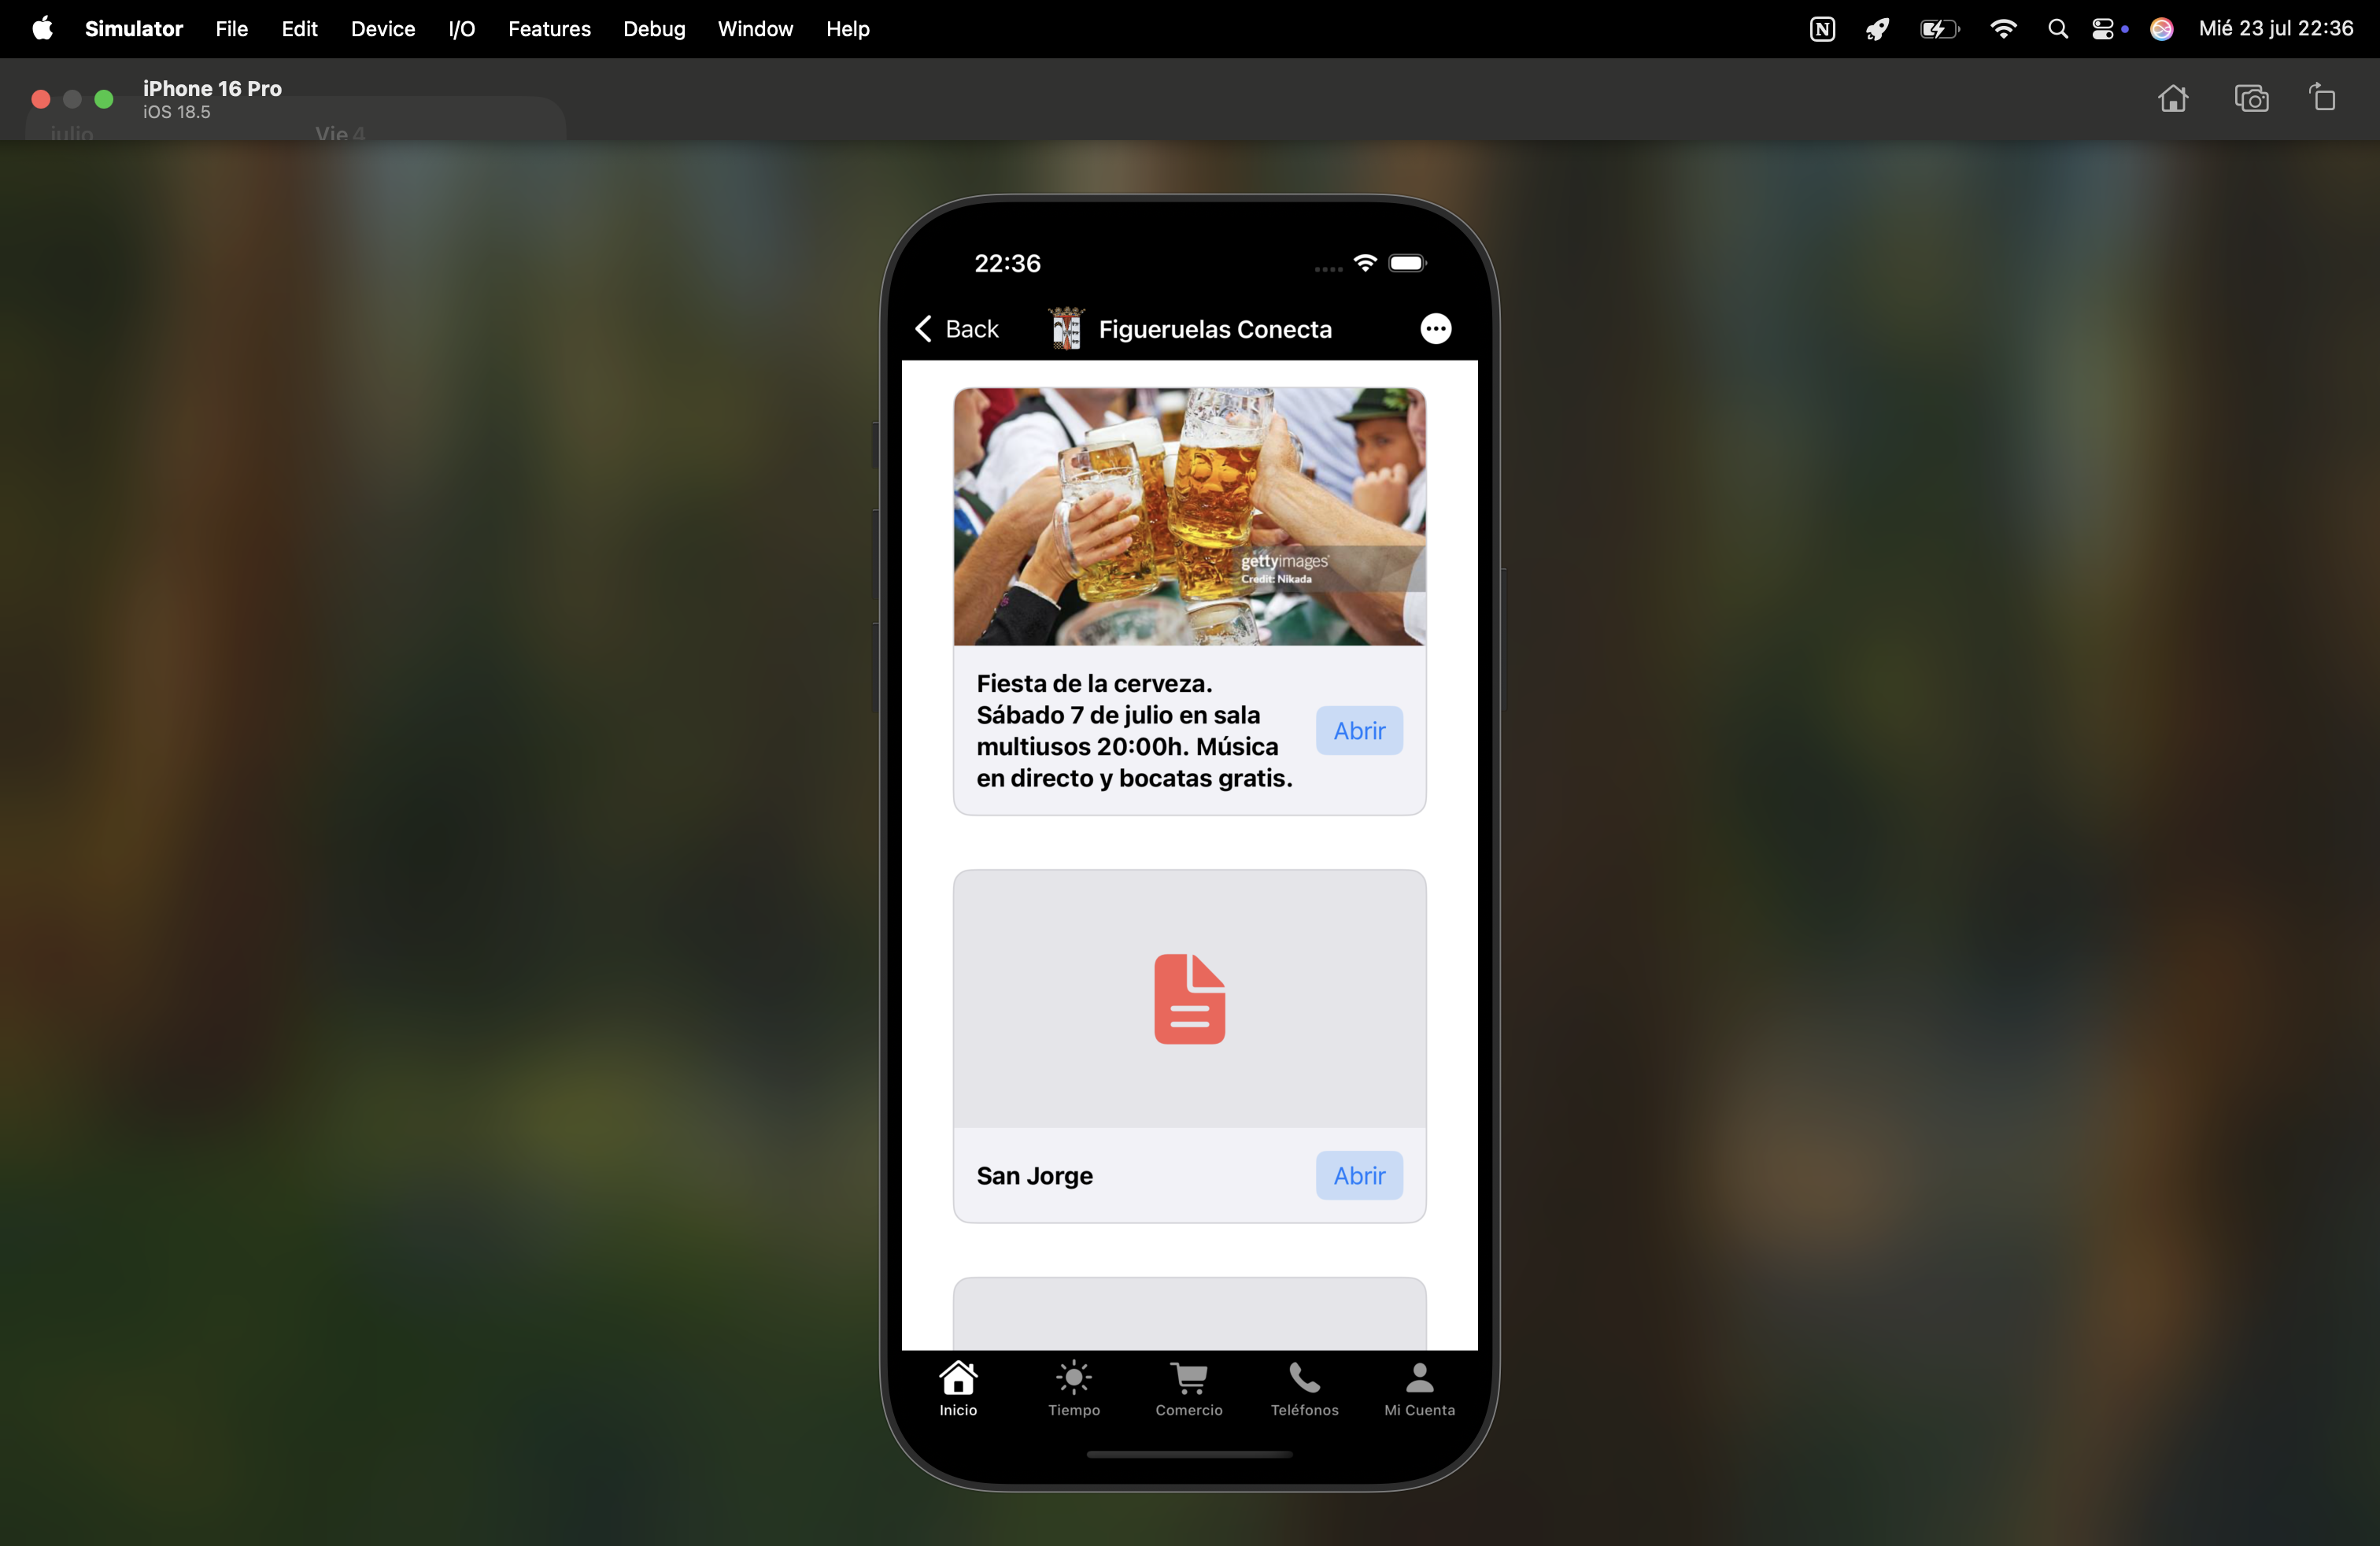 Simulator File Edit Device I/O Features Debug Window Help
Mié 23 jul 22:36
iPhone 16 Pro
iOS 18.5
julio
Vie 4
22:36
Back
Figueruelas Conecta
gettyimages
Credit: Nikada
Fiesta de la cerveza.
Sábado 7 de julio en sala
multiusos 20:00h. Música
en directo y bocatas gratis.
Abrir
San Jorge
Abrir
Inicio
Tiempo
Comercio
Teléfonos
Mi Cuenta